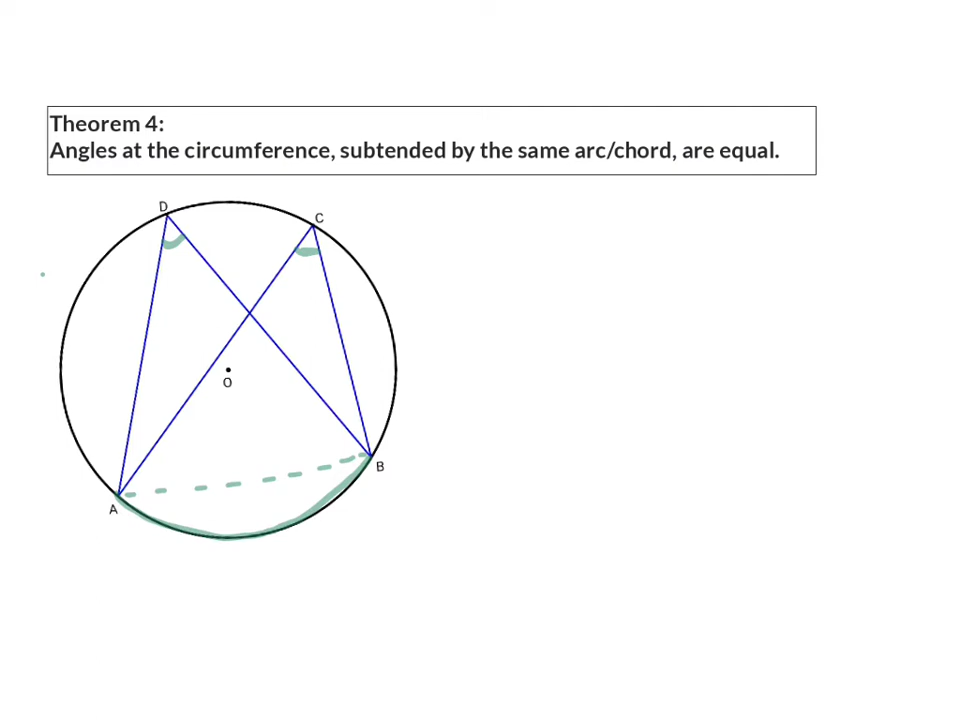 Theorem 4:
Angles at the circumference, subtended by the same arc/chord, are equal.
D
C
O
B
A